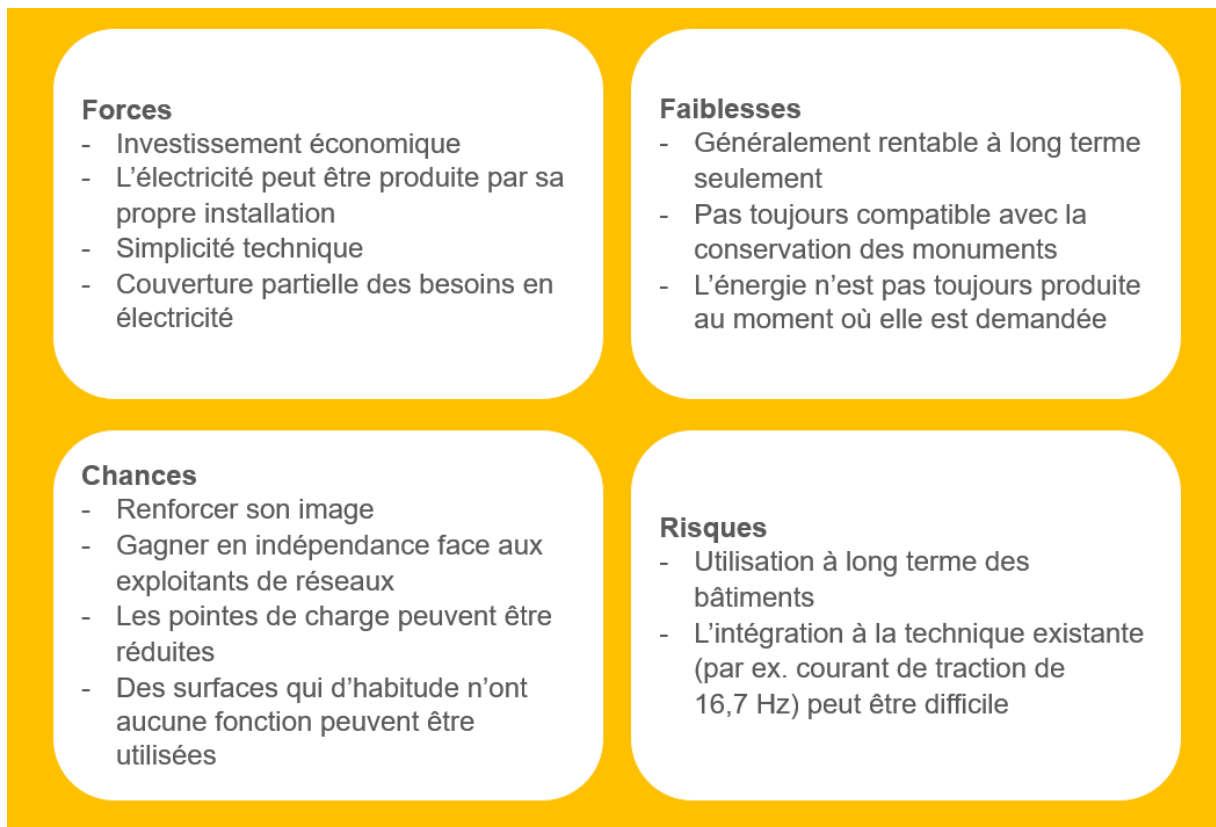 Forces
- Investissement économique
- L’électricité peut être produite par sa
propre installation
- Simplicité technique
- Couverture partielle des besoins en
électricité
Faiblesses
- Généralement rentable à long terme
seulement
- Pas toujours compatible avec la
conservation des monuments
- L’énergie n’est pas toujours produite
au moment où elle est demandée
Chances
- Renforcer son image
- Gagner en indépendance face aux
exploitants de réseaux
- Les pointes de charge peuvent être
réduites
- Des surfaces qui d’habitude n’ont
aucune fonction peuvent être
utilisées
Risques
- Utilisation à long terme des
bâtiments
- L’intégration à la technique existante
(par ex. courant de traction de
16,7 Hz) peut être difficile